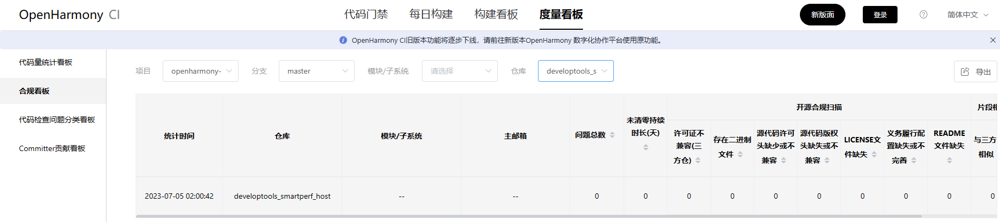 OpenHarmony CI
代码门禁
每日构建
构建看板
度量看板
新版面
登录
简体中文
OpenHarmony CI旧版本功能将逐步下线，请前往新版本OpenHarmony 数字化协作平台使用原功能。
代码量统计看板
合规看板
代码检查问题分类看板
Committer贡献看板
项目
openharmony-
分支
master
模块/子系统
请选择
仓库
developtools_s
导出
统计时间
仓库
模块/子系统
主邮箱
问题总数
未清零持续
时长(天)
开源合规扫描
许可证不
兼容(三
方仓)
存在二进制
文件
源代码许可
头缺少或不
兼容
源代码版权
头缺失或不
兼容
LICENSE文
件缺失
义务履行配
置缺失或不
完善
README
文件缺失
片段相
与三方
相似
2023-07-05 02:00:42
developtools_smartperf_host
--
--
0
0
0
0
0
0
0
0
0
0